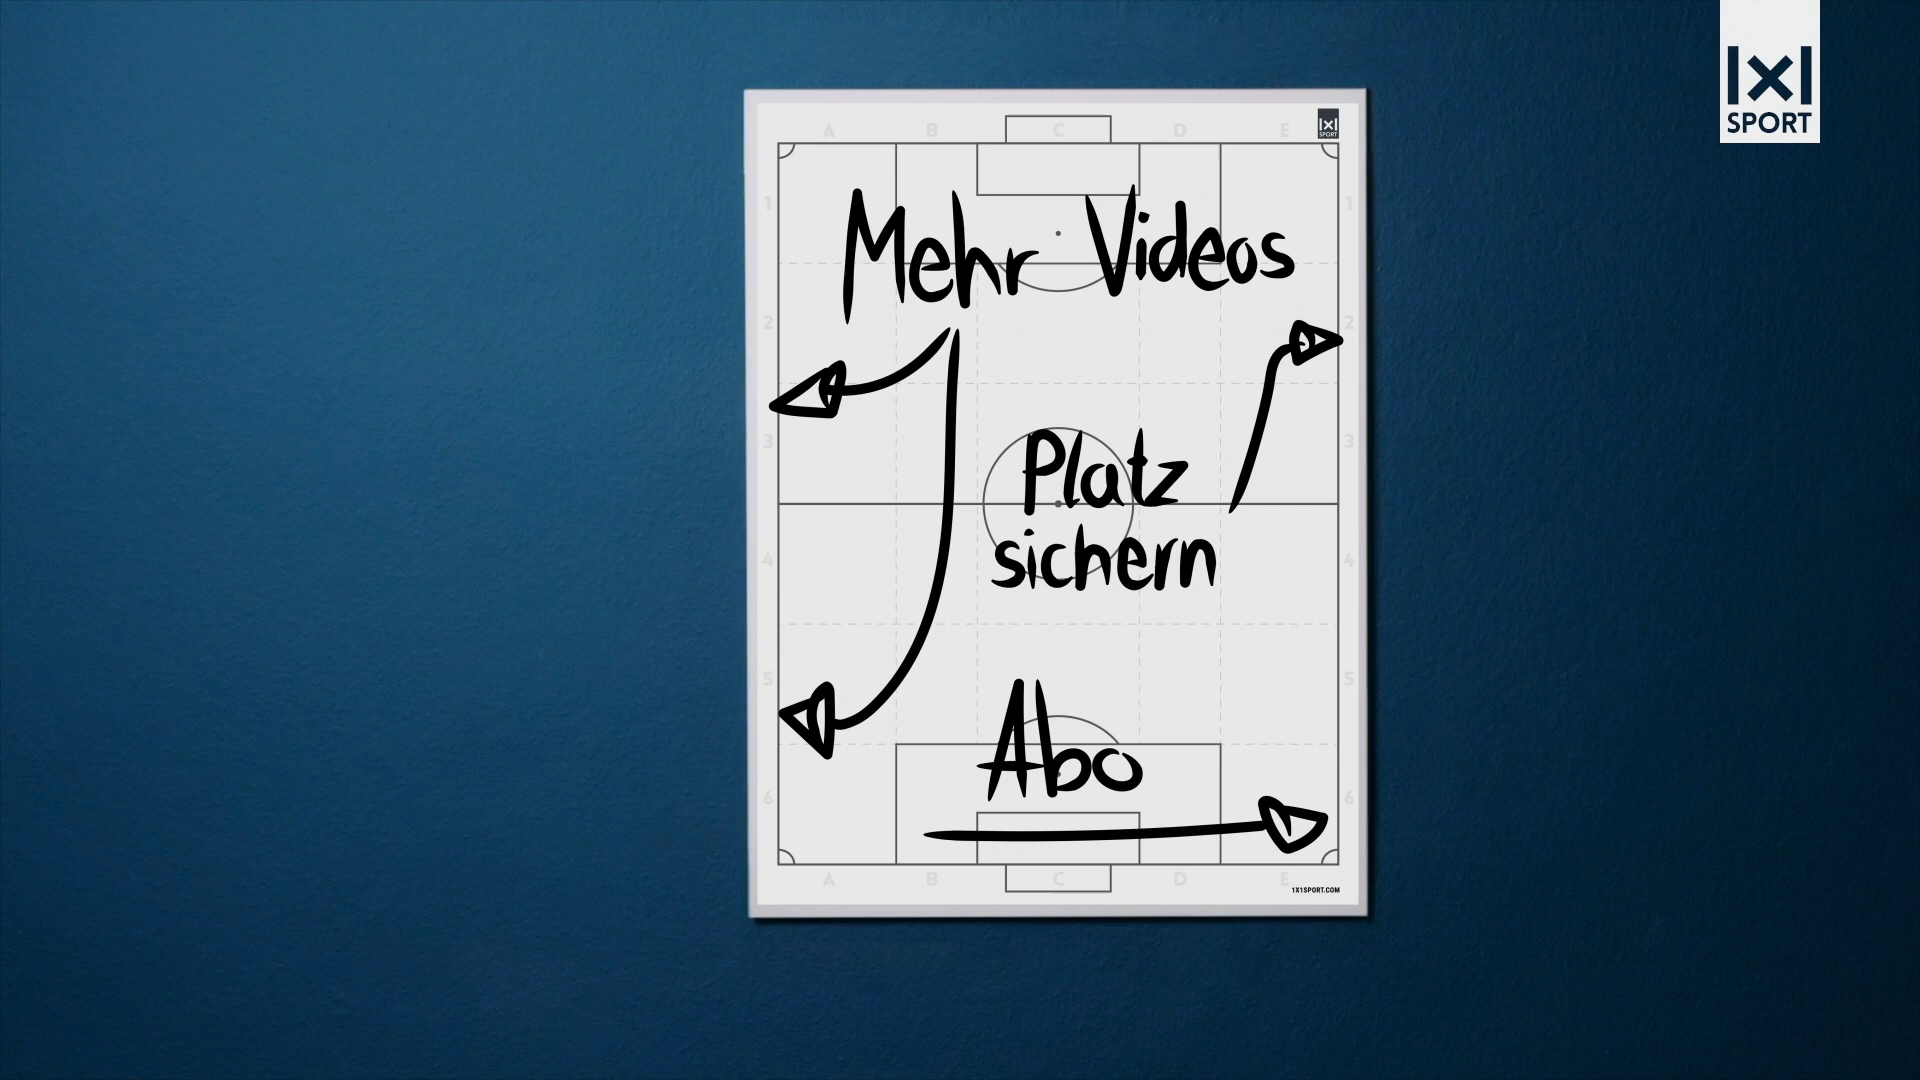 1x1
SPORT
A B C D E
1x1
SPORT
1 1
Mehr Videos
2 2
3 3
Platz
sichern
4 4
5 5
Abo
6 6
A B C D E
1X1SPORT.COM